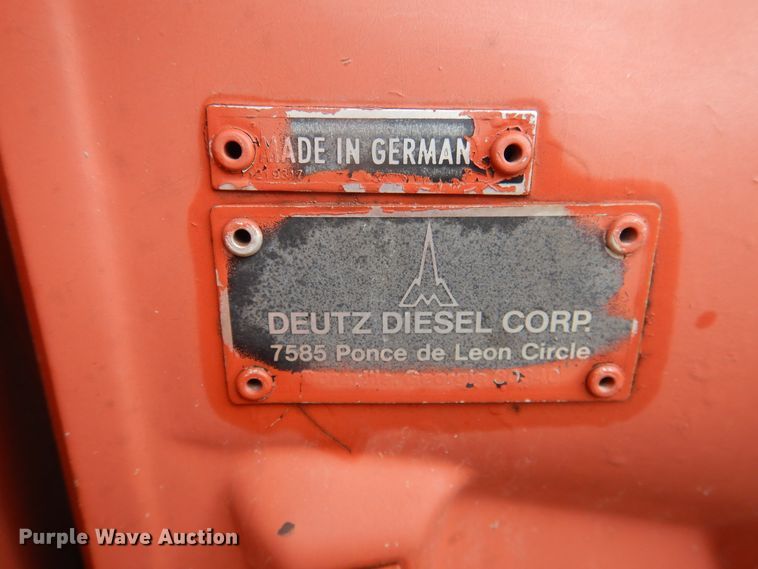 MADE IN GERMAN
DEUTZ DIESEL CORP.
7585 Ponce de Leon Circle
Purple Wave Auction®